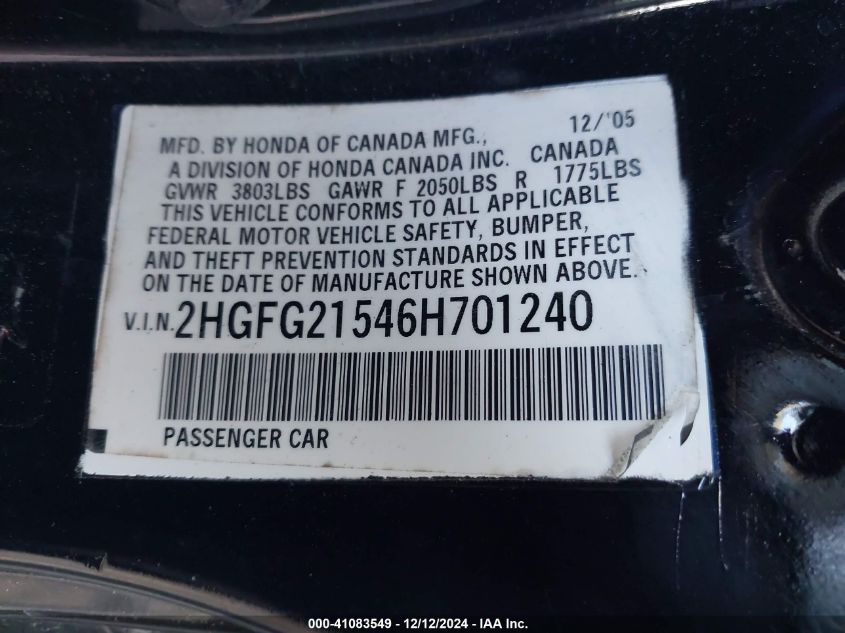 MFD. BY HONDA OF CANADA MFG., 12/'05
A DIVISION OF HONDA CANADA INC. CANADA
GVWR 3803LBS GAWR F 2050LBS R 1775LBS
THIS VEHICLE CONFORMS TO ALL APPLICABLE
FEDERAL MOTOR VEHICLE SAFETY, BUMPER,
AND THEFT PREVENTION STANDARDS IN EFFECT
ON THE DATE OF MANUFACTURE SHOWN ABOVE.
V.I.N. 2HGFG21546H701240
PASSENGER CAR
000-41083549 - 12/12/2024 - IAA Inc.